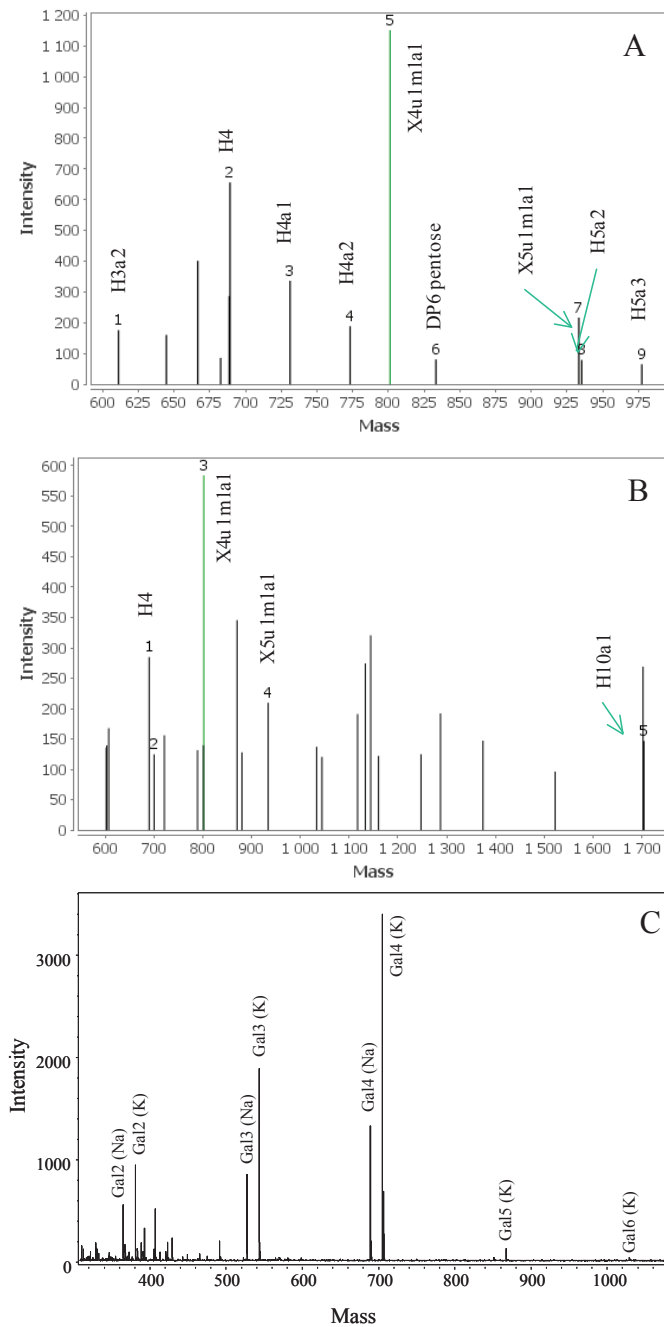 A
1 200
1 100
1 000
900
800
700
600
500
400
300
200
100
0
Intensity
600 625 650 675 700 725 750 775 800 825 850 875 900 925 950 975
Mass
1
H3a2
2
H4
3
H4a1
4
H4a2
5
X4u1m1a1
6
DP6 pentose
7
X5u1m1a1
8
H5a2
9
H5a3
B
600
550
500
450
400
350
300
250
200
150
100
50
0
Intensity
600 700 800 900 1 000 1 100 1 200 1 300 1 400 1 500 1 600 1 700
Mass
1
H4
2
3
X4u1m1a1
4
X5u1m1a1
5
H10a1
C
3000
2000
1000
0
Intensity
400 500 600 700 800 900 1000
Mass
Gal2 (Na)
Gal2 (K)
Gal3 (Na)
Gal3 (K)
Gal4 (Na)
Gal4 (K)
Gal5 (K)
Gal6 (K)